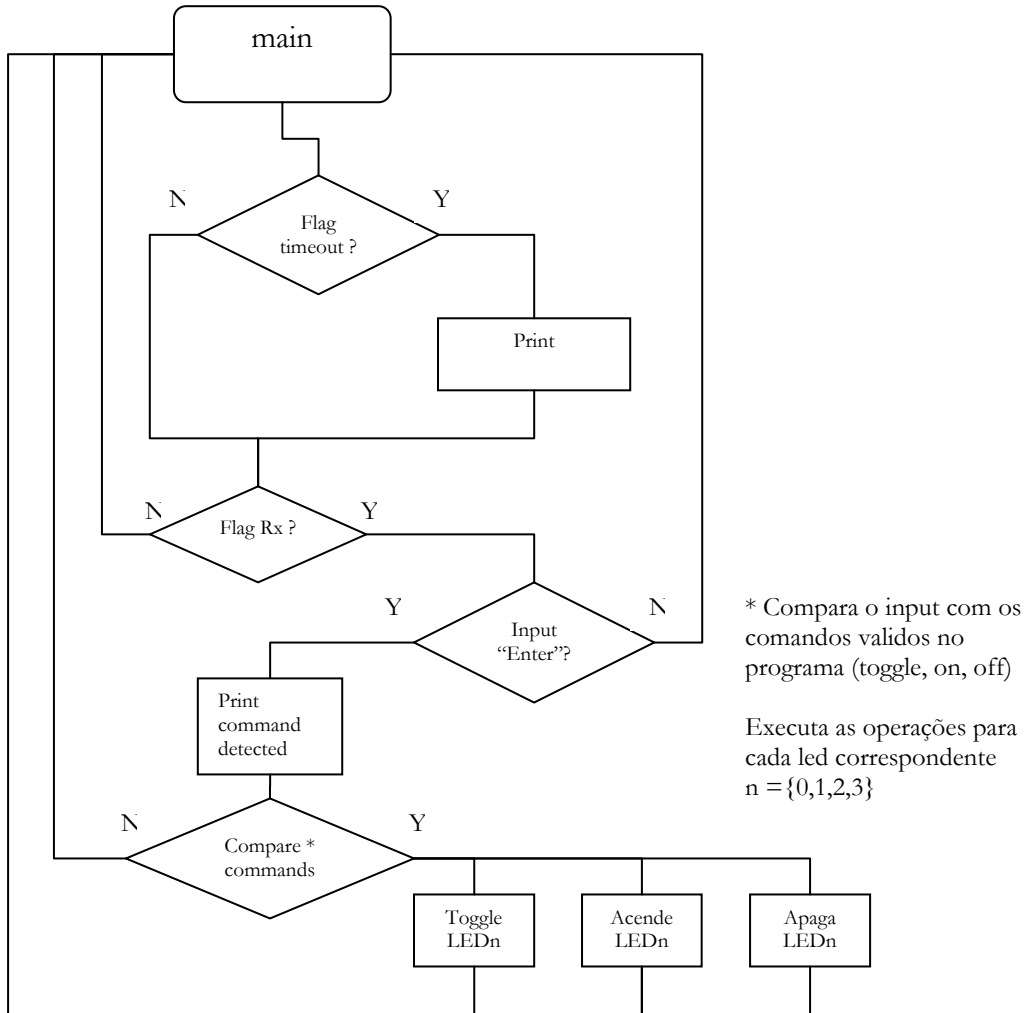 main
N
Y
Flag
timeout ?
Print
N
Y
Flag Rx ?
Y
N
Input
“Enter”?
* Compara o input com os
comandos validos no
programa (toggle, on, off)
Executa as operações para
cada led correspondente
n ={0,1,2,3}
Print
command
detected
N
Y
Compare *
commands
Toggle
LEDn
Acende
LEDn
Apaga
LEDn